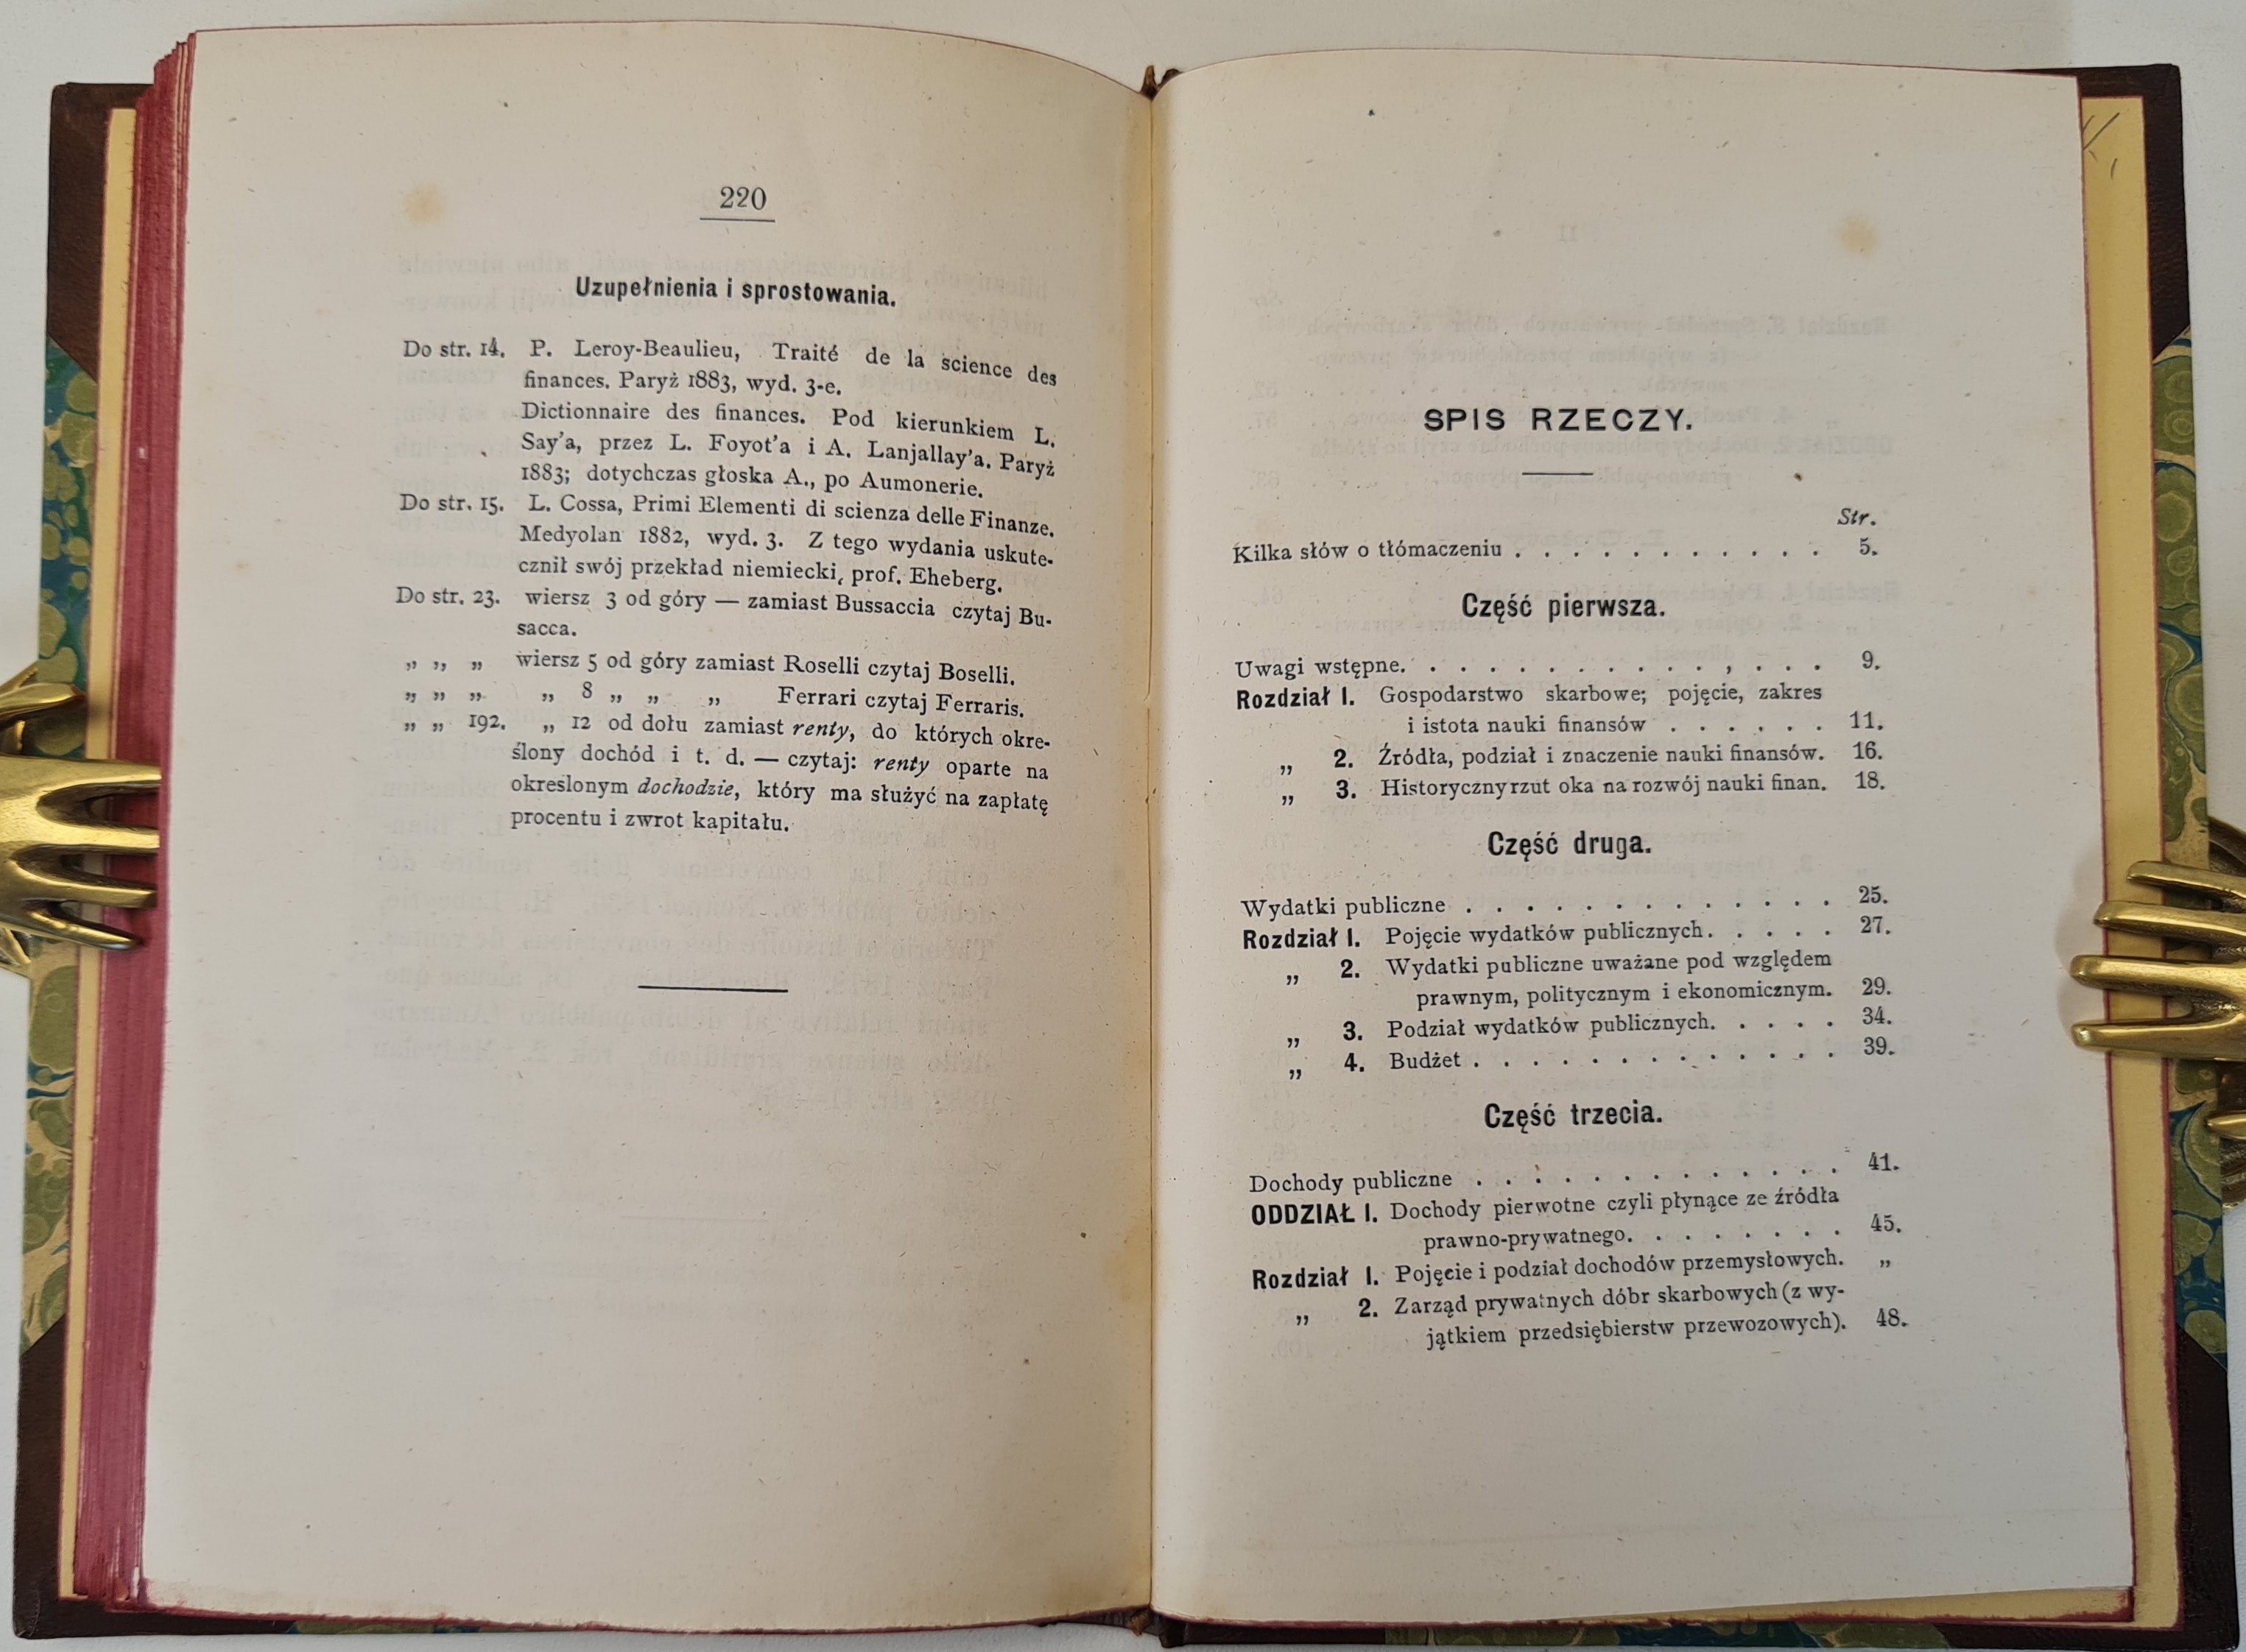 220
Uzupełnienia i sprostowania.
Do str. 14. P. Leroy-Beaulieu, Traité de la science des
finances. Paryż 1883, wyd. 3-e.
Dictionnaire des finances. Pod kierunkiem L.
Say'a, przez L. Foyot'a i A. Lanjallay'a. Paryż
1883; dotychczas głoska A., po Aumonerie.
Do str. 15. L. Cossa, Primi Elementi di scienza delle Finanze.
Medyolan 1882, wyd. 3. Z tego wydania uskute-
cznił swój przekład niemiecki, prof. Eheberg.
Do str. 23. wiersz 3 od góry — zamiast Bussaccia czytaj Bu-
sacca.
„ „ „ wiersz 5 od góry zamiast Roselli czytaj Boselli.
„ „ „ „ 8 „ „ „ Ferrari czytaj Ferraris.
„ „ 192. „ 12 od dołu zamiast renty, do których okre-
ślony dochód i t. d. — czytaj: renty oparte na
określonym dochodzie, który ma służyć na zapłatę
procentu i zwrot kapitału.
SPIS RZECZY.
Str.
Kilka słów o tłómaczeniu . . . . . . . . . . . 5.
Część pierwsza.
Uwagi wstępne. . . . . . . . . . . , . . . 9.
Rozdział I. Gospodarstwo skarbowe; pojęcie, zakres
i istota nauki finansów . . . . . . 11.
„ 2. Źródła, podział i znaczenie nauki finansów. 16.
„ 3. Historyczny rzut oka na rozwój nauki finan. 18.
Część druga.
Wydatki publiczne . . . . . . . . . . . . . 25.
Rozdział I. Pojęcie wydatków publicznych. . . . . 27.
„ 2. Wydatki publiczne uważane pod względem
prawnym, politycznym i ekonomicznym. 29.
„ 3. Podział wydatków publicznych. . . . . 34.
„ 4. Budżet . . . . . . . . . . . . . 39.
Część trzecia.
Dochody publiczne . . . . . . . . . . . . . 41.
ODDZIAŁ I. Dochody pierwotne czyli płynące ze źródła
prawno-prywatnego. . . . . . . . 45.
Rozdział I. Pojęcie i podział dochodów przemysłowych. „
„ 2. Zarząd prywatnych dóbr skarbowych (z wy-
jątkiem przedsiębierstw przewozowych). 48.